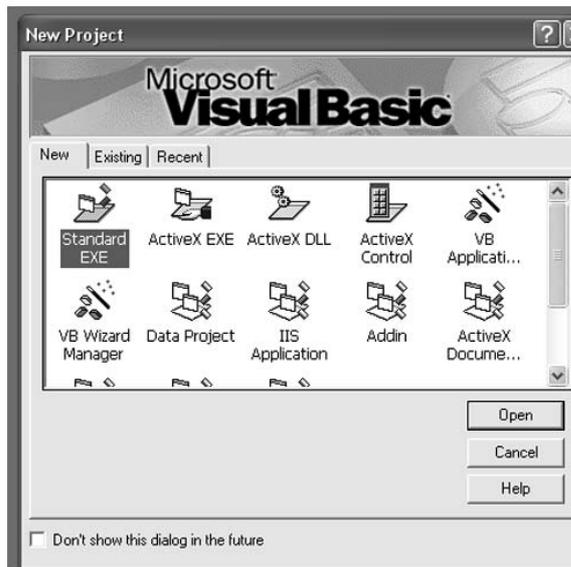 New Project
Microsoft
Visual Basic
New Existing Recent
Standard EXE
ActiveX EXE
ActiveX DLL
ActiveX Control
VB Applicati...
VB Wizard Manager
Data Project
IIS Application
Addin
ActiveX Docume...
Open
Cancel
Help
Don't show this dialog in the future